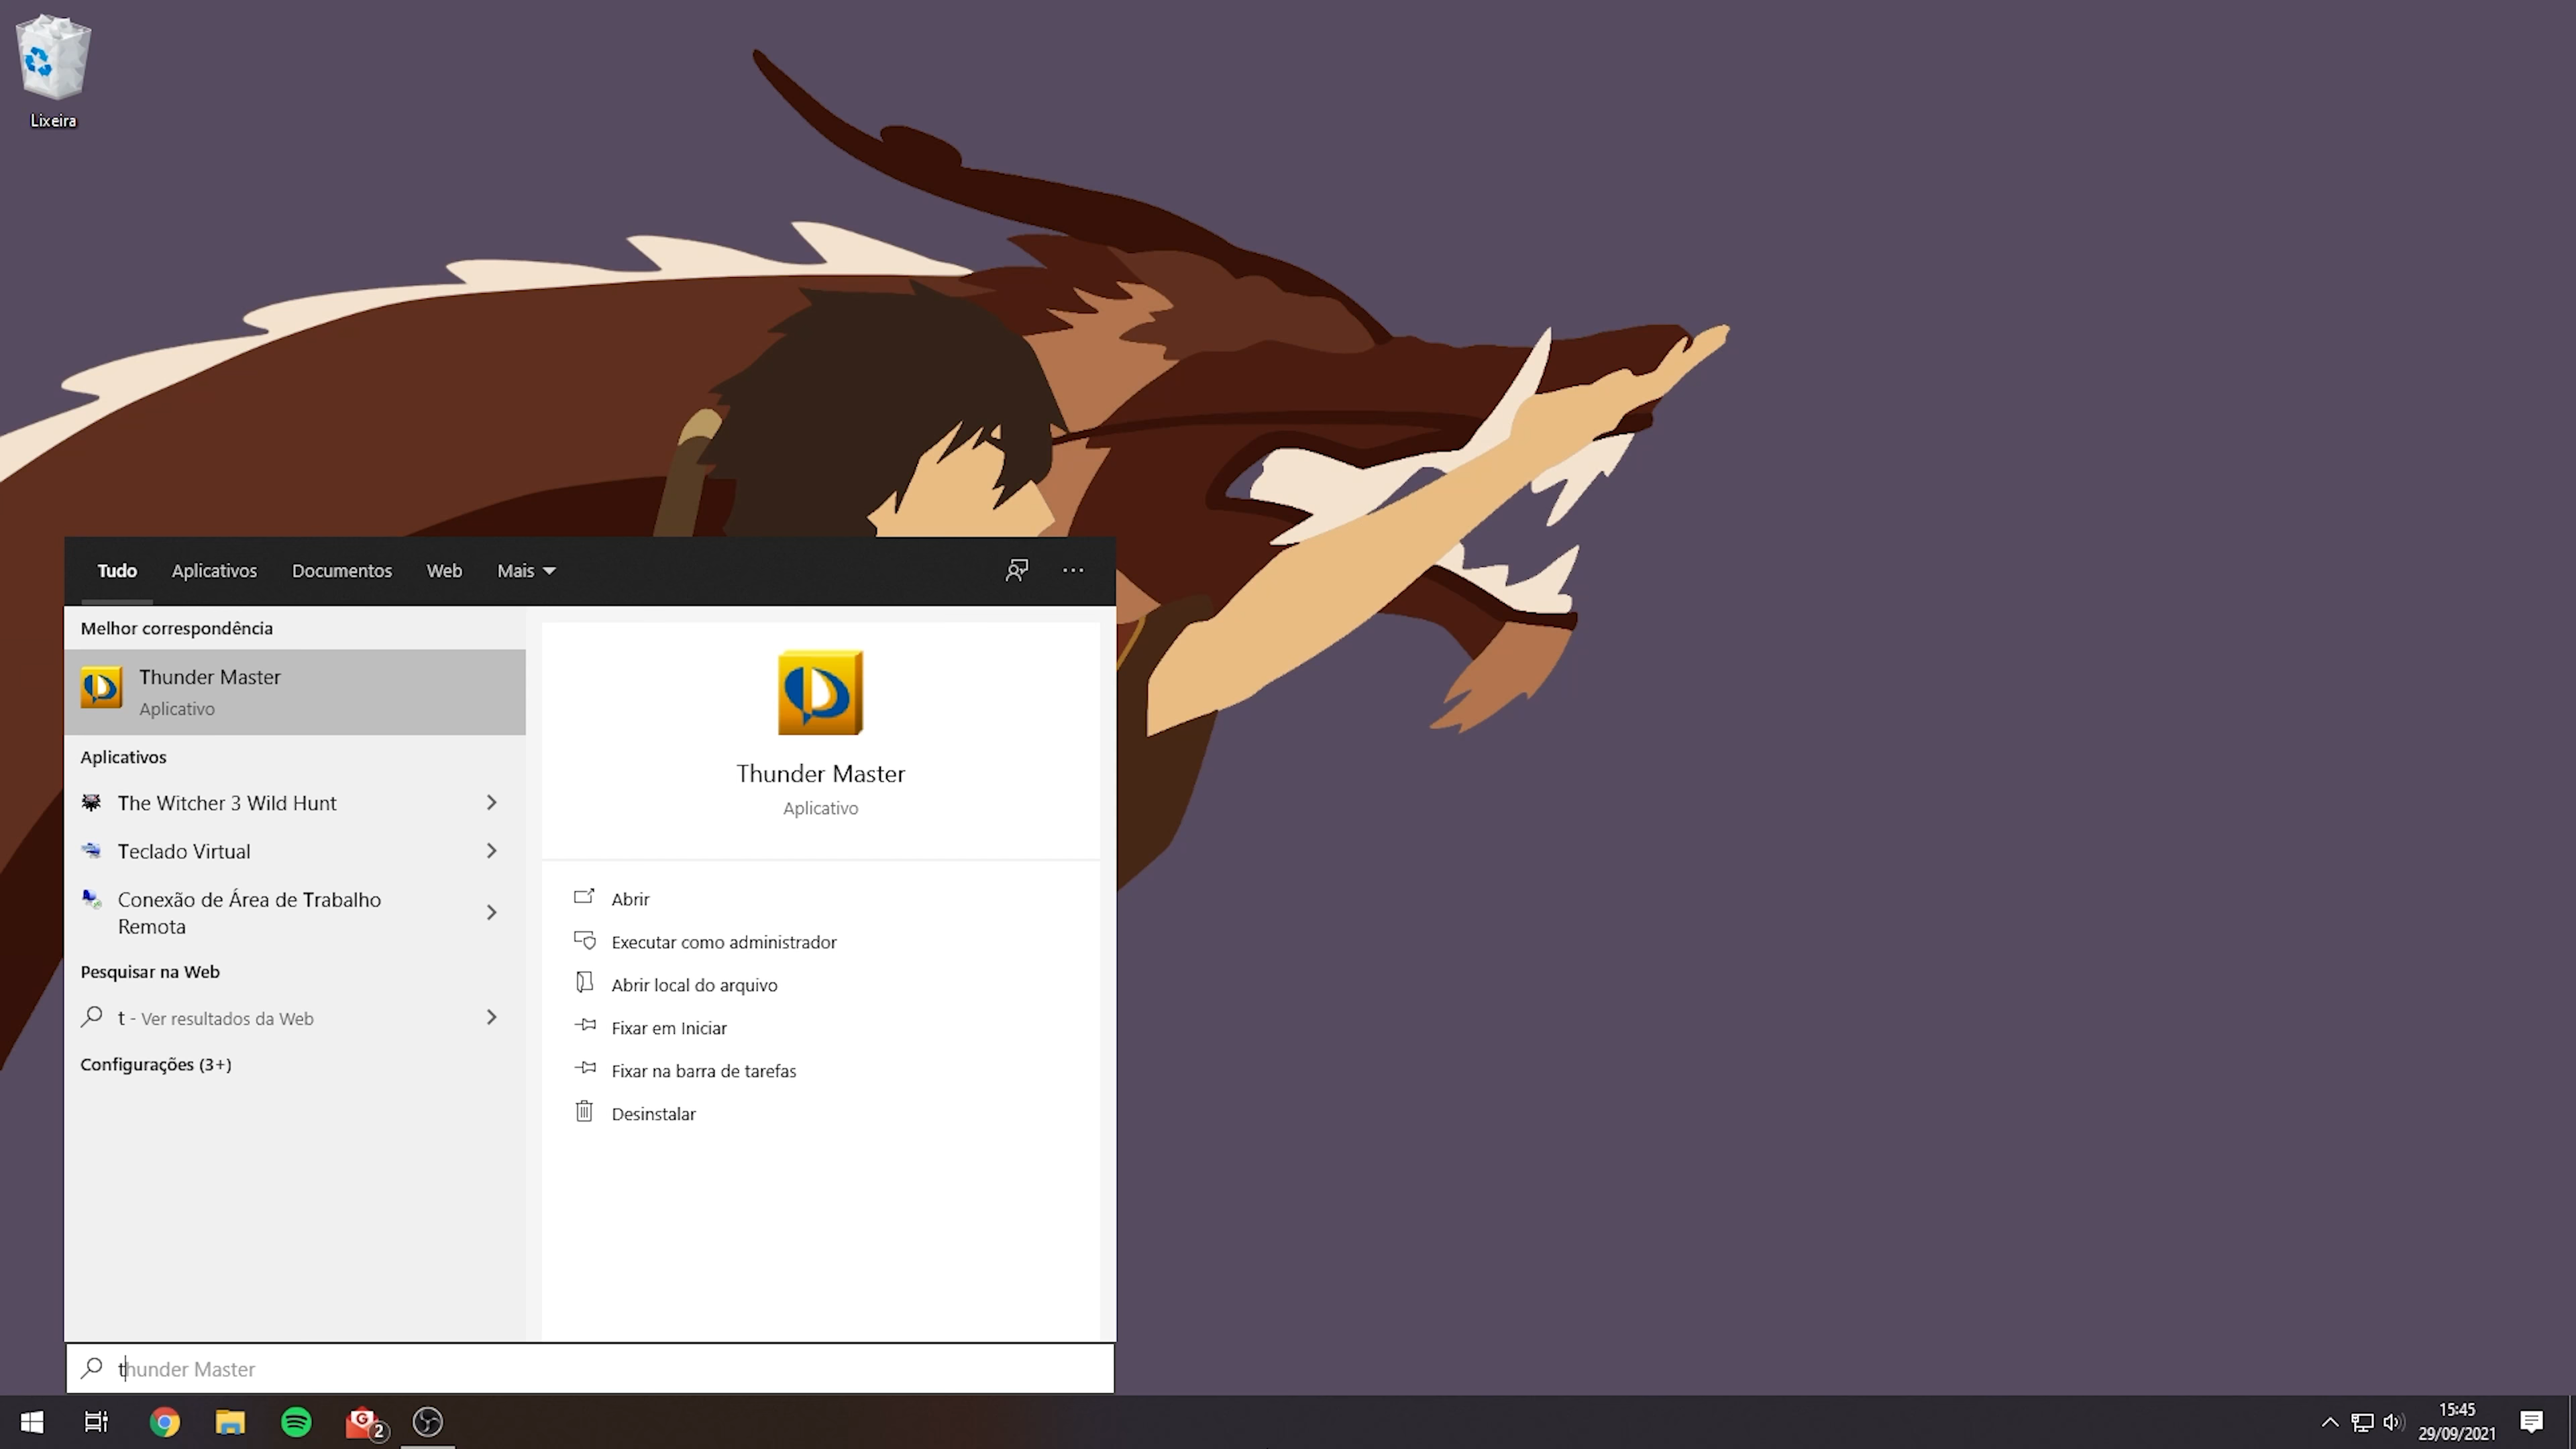 Lixeira
Tudo Aplicativos Documentos Web Mais
Melhor correspondência
Thunder Master
Aplicativo
Aplicativos
The Witcher 3 Wild Hunt
Teclado Virtual
Conexão de Área de Trabalho
Remota
Pesquisar na Web
t - Ver resultados da Web
Configurações (3+)
Thunder Master
Aplicativo
Abrir
Executar como administrador
Abrir local do arquivo
Fixar em Iniciar
Fixar na barra de tarefas
Desinstalar
thunder Master
G 2
15:45
29/09/2021